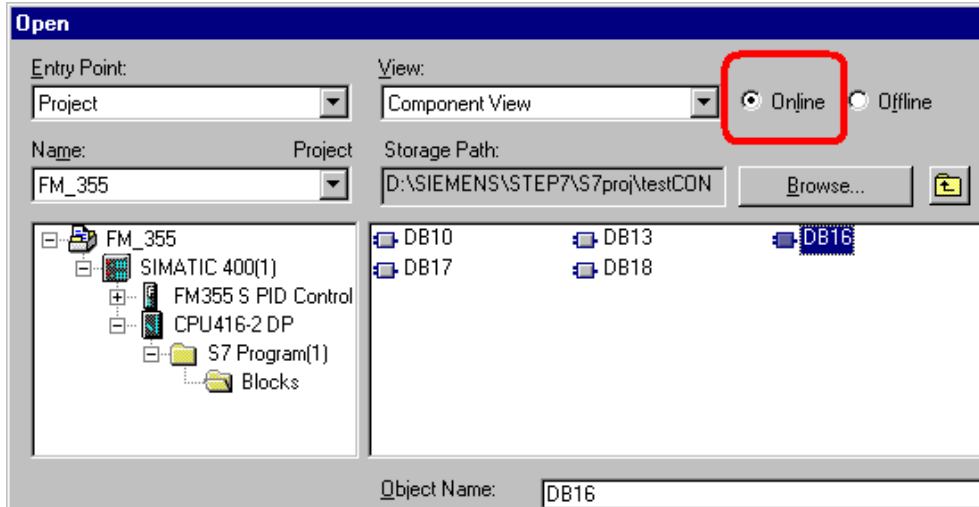 Open
Entry Point: View:
Project Component View Online Offline
Name: Project Storage Path:
FM_355 D:\SIEMENS\STEP7\S7proj\testCON Browse...
FM_355 DB10 DB13 DB16
SIMATIC 400(1) DB17 DB18
FM355 S PID Control
CPU416-2 DP
S7 Program(1)
Blocks
Object Name: DB16